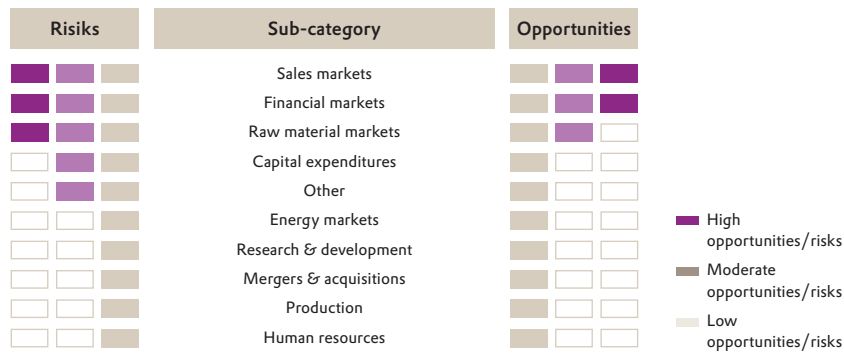 Risiks Sub-category Opportunities
Sales markets
Financial markets
Raw material markets
Capital expenditures
Other
Energy markets
Research & development
Mergers & acquisitions
Production
Human resources
High
opportunities/risks
Moderate
opportunities/risks
Low
opportunities/risks